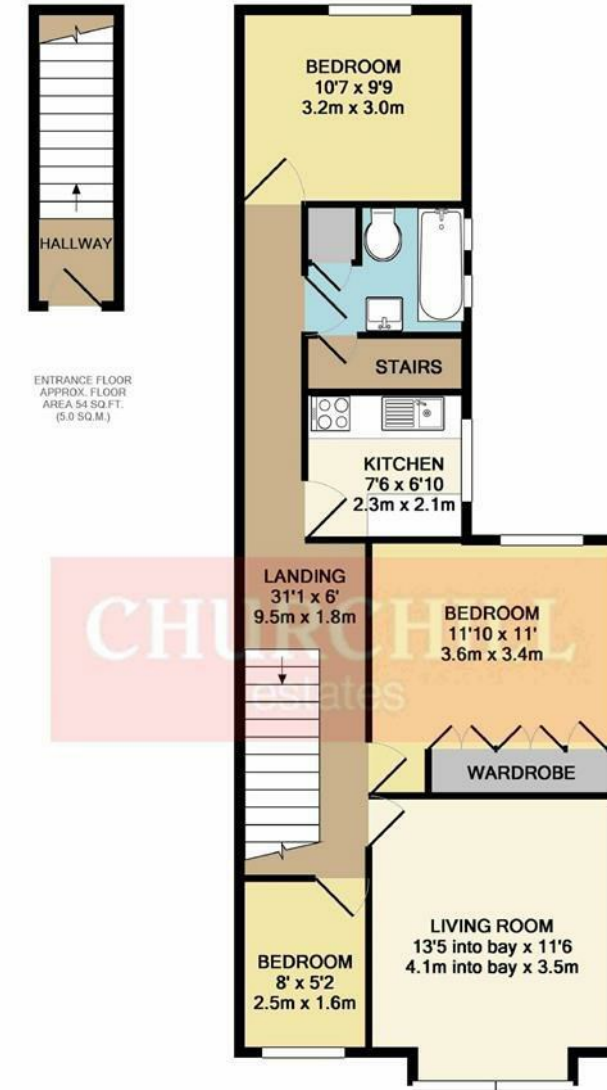 HALLWAY
ENTRANCE FLOOR
APPROX. FLOOR
AREA 54 SQ.FT.
(5.0 SQ.M.)
BEDROOM
10'7 x 9'9
3.2m x 3.0m
STAIRS
KITCHEN
7'6 x 6'10
2.3m x 2.1m
LANDING
31'1 x 6'
9.5m x 1.8m
BEDROOM
11'10 x 11'
3.6m x 3.4m
CHURCHILL
estates
WARDROBE
LIVING ROOM
13'5 into bay x 11'6
4.1m into bay x 3.5m
BEDROOM
8' x 5'2
2.5m x 1.6m